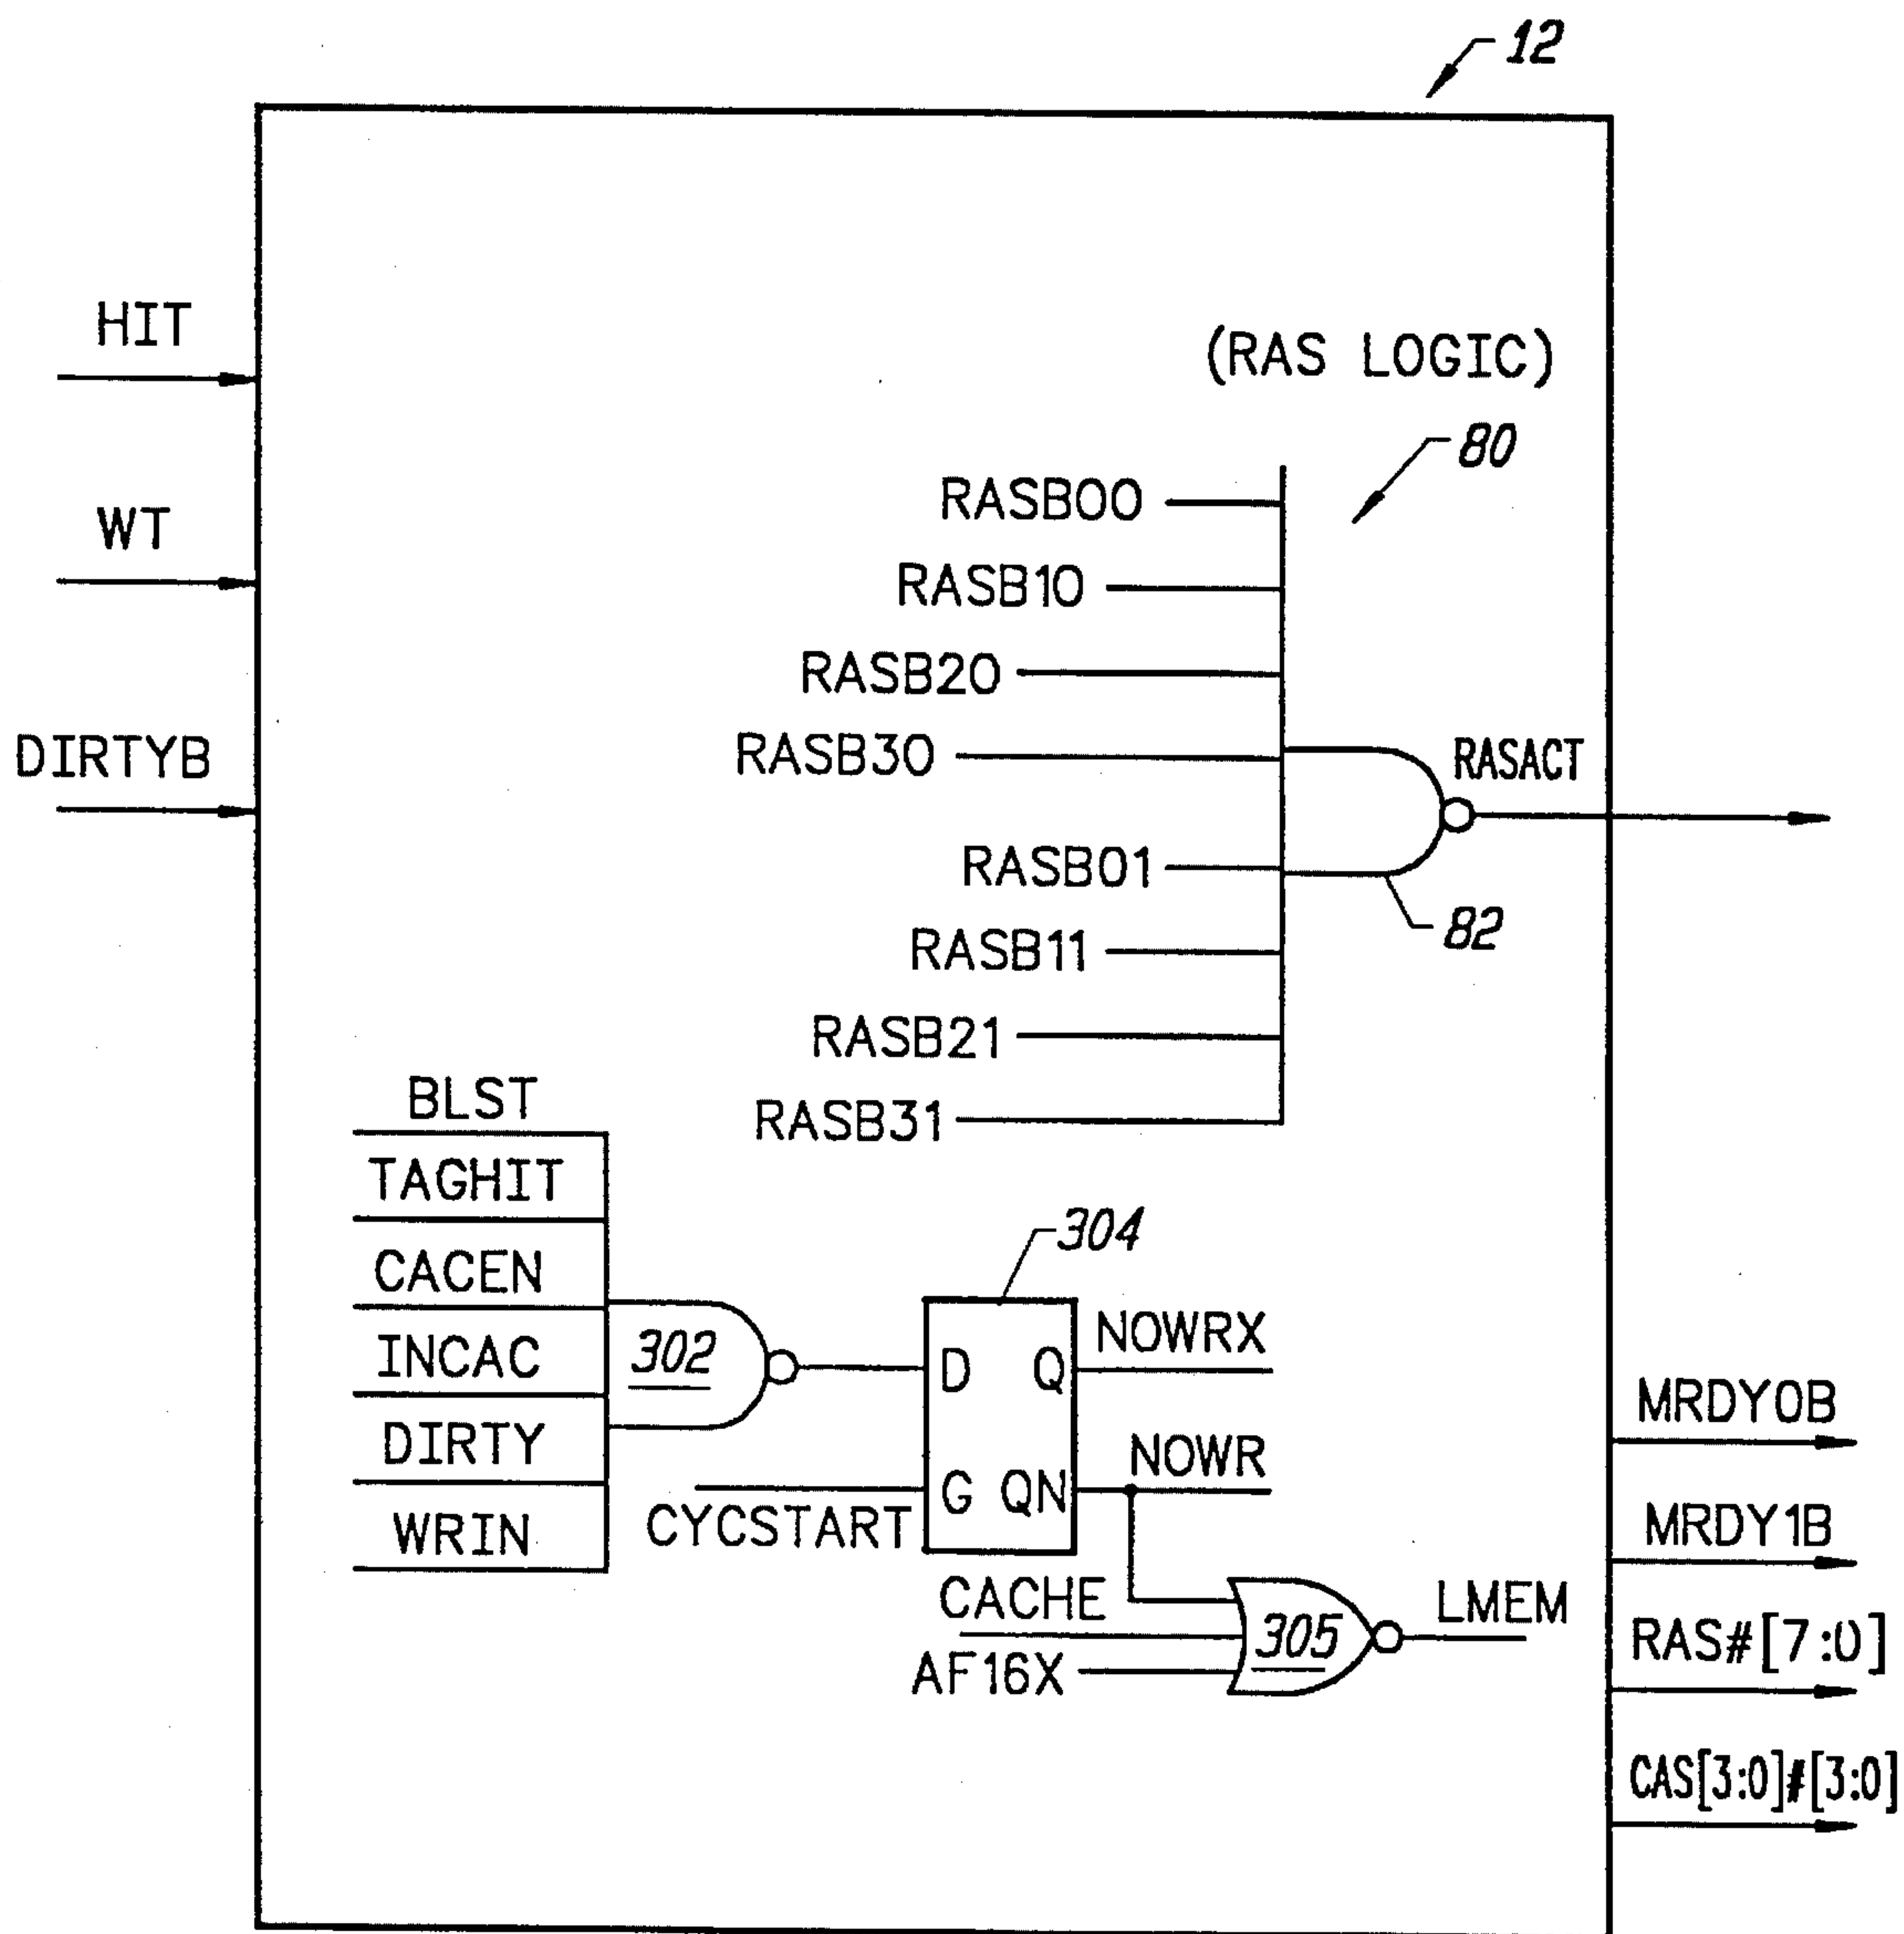 12
HIT
(RAS LOGIC)
80
RASB00
WT
RASB10
RASB20
DIRTYB
RASB30
RASACT
RASB01
82
RASB11
RASB21
BLST
RASB31
TAGHIT
304
CACEN
INCAC
302
D Q
NOWRX
DIRTY
MRDY0B
NOWR
G QN
WRIN
CYCSTART
MRDY1B
CACHE
305
LMEM
AF16X
RAS#[7:0]
CAS[3:0]#[3:0]